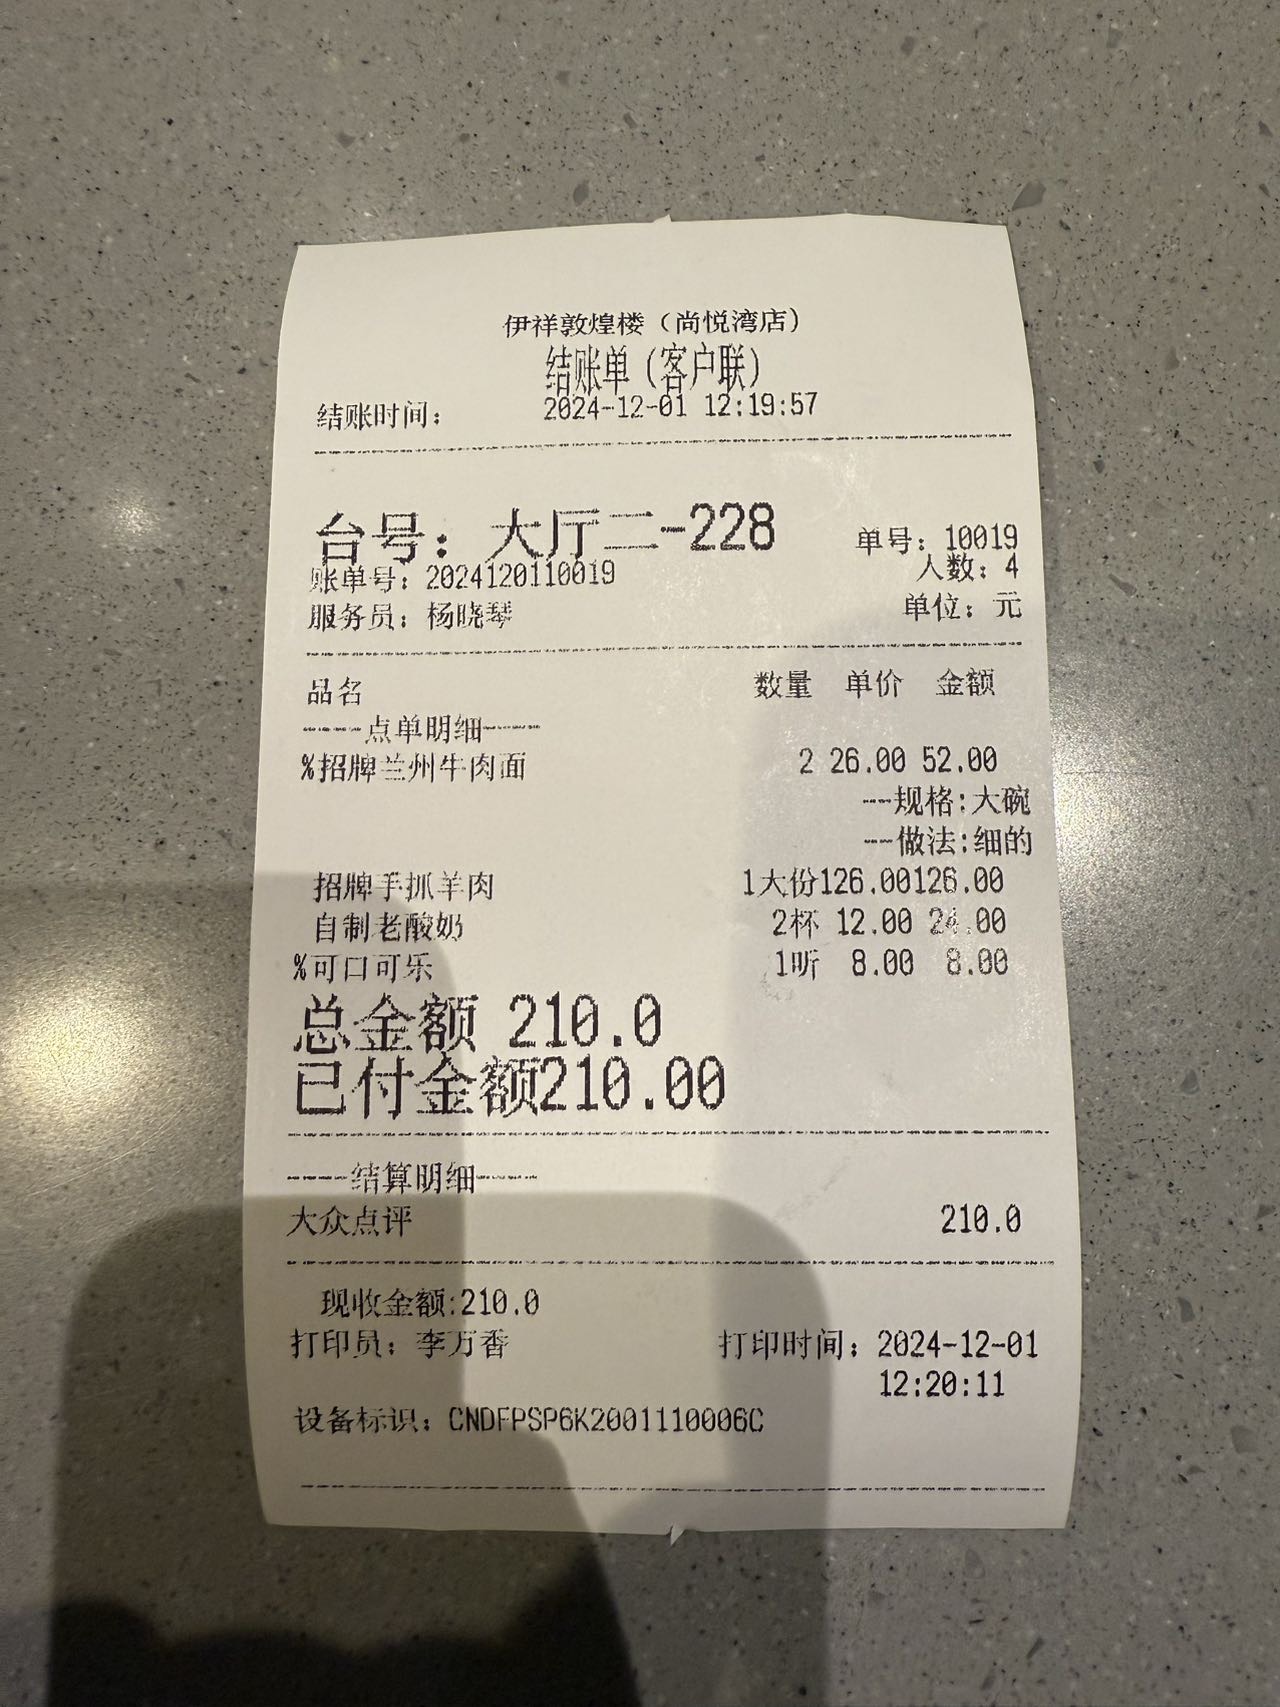 伊祥敦煌楼（尚悦湾店）
结账单（客户联）
结账时间： 2024-12-01 12:19:57
台号：大厅二-228 单号：10019
账单号：2024120110019 人数：4
服务员：杨晓琴 单位：元
品名 数量 单价 金额
----点单明细----
%招牌兰州牛肉面 2 26.00 52.00
--规格:大碗
--做法:细的
招牌手抓羊肉 1大份126.00126.00
自制老酸奶 2杯 12.00 24.00
%可口可乐 1听 8.00 8.00
总金额 210.0
已付金额210.00
----结算明细----
大众点评 210.0
现收金额:210.0
打印员：李万香 打印时间：2024-12-01
12:20:11
设备标识：CNDFPSP6K2001110006C